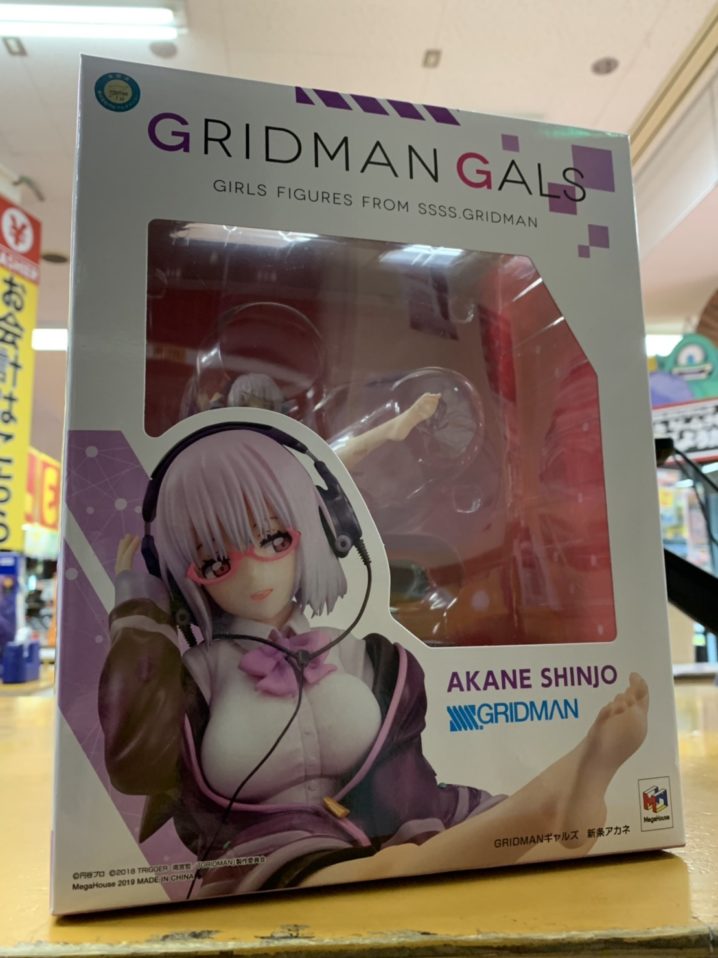 GRIDMAN GALS
GIRLS FIGURES FROM SSSS.GRIDMAN
AKANE SHINJO
SSSS.GRIDMAN
MegaHouse
GRIDMANギャルズ 新条アカネ
©円谷プロ ©2018 TRIGGER・雨宮哲/「GRIDMAN」製作委員会
MegaHouse 2019 MADE IN CHINA
¥